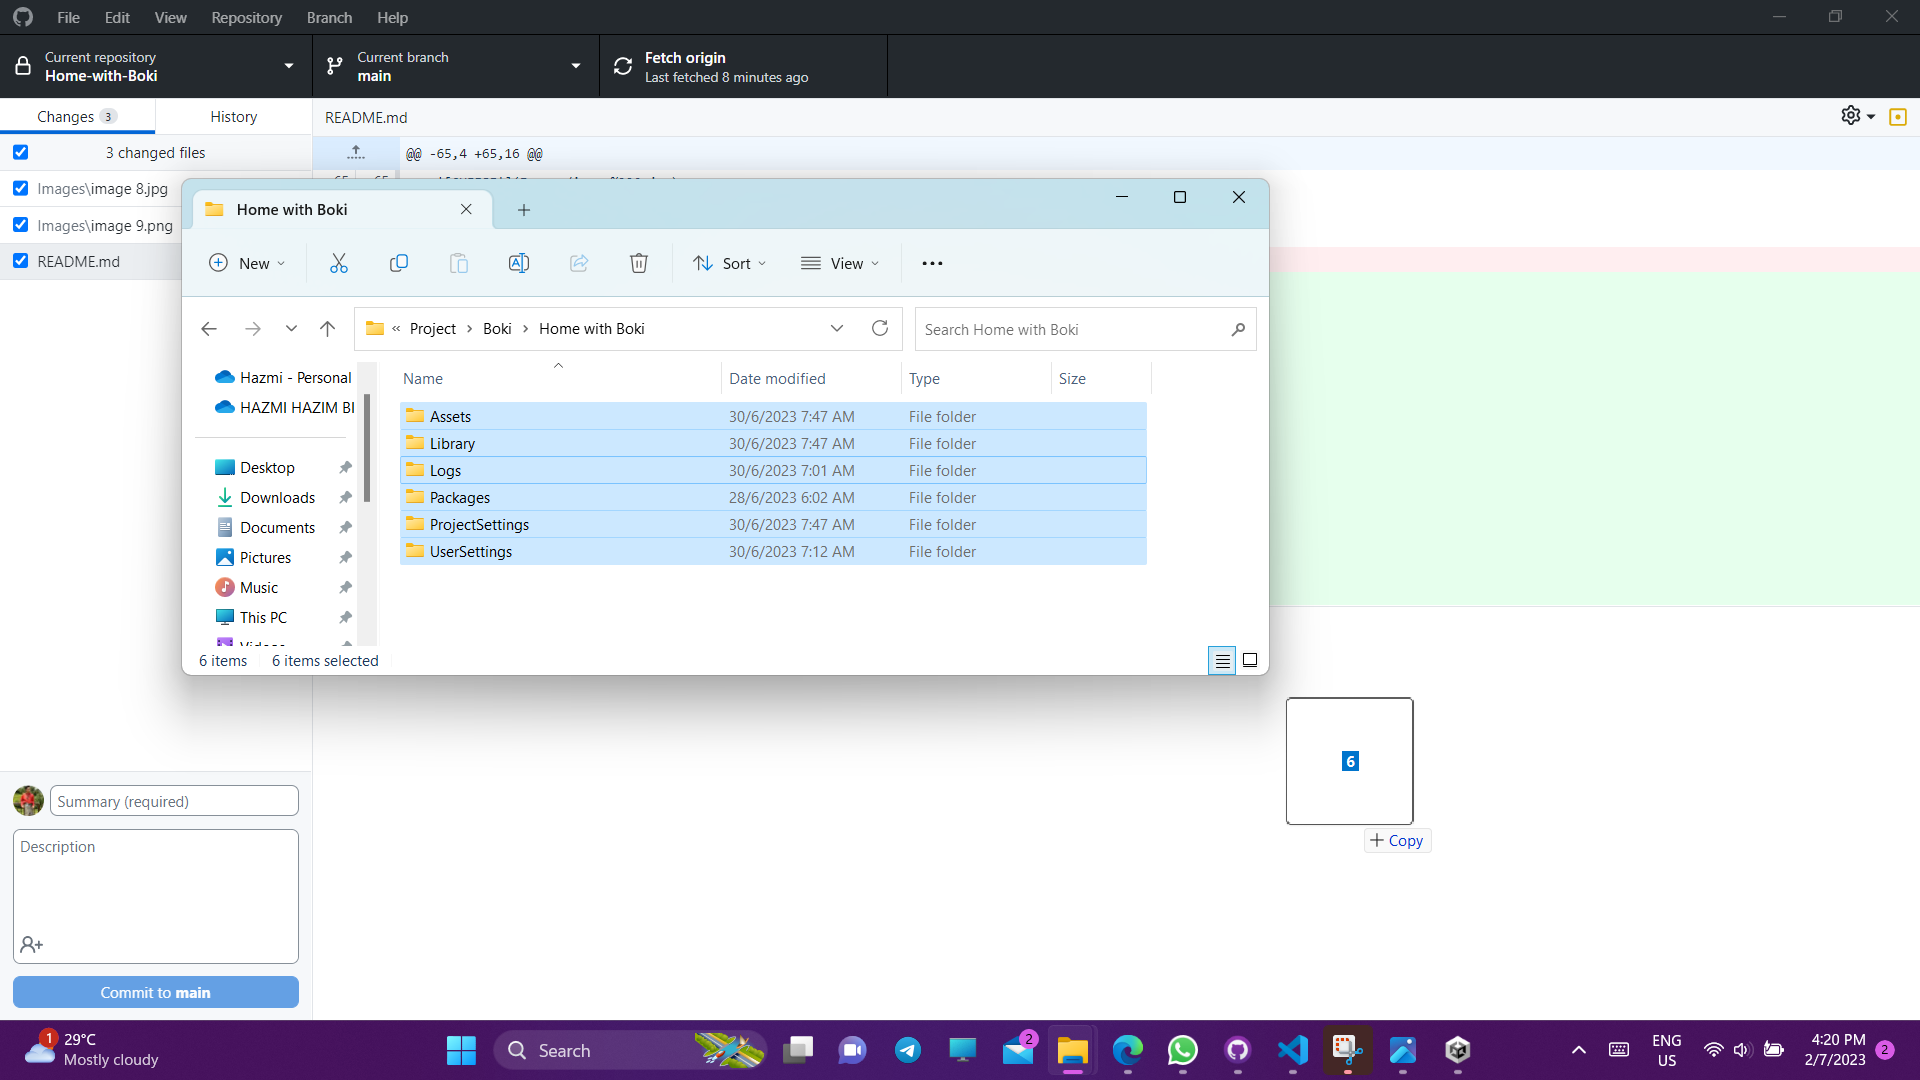 File Edit View Repository Branch Help
Current repository
Home-with-Boki
Current branch
main
Fetch origin
Last fetched 8 minutes ago
Changes 3
History
README.md
3 changed files
@@ -65,4 +65,16 @@
Images\image 8.jpg
Images\image 9.png
README.md
Home with Boki
New
Sort
View
« Project > Boki > Home with Boki
Search Home with Boki
Hazmi - Personal
HAZMI HAZIM BI
Desktop
Downloads
Documents
Pictures
Music
This PC
Name Date modified Type Size
Assets 30/6/2023 7:47 AM File folder
Library 30/6/2023 7:47 AM File folder
Logs 30/6/2023 7:01 AM File folder
Packages 28/6/2023 6:02 AM File folder
ProjectSettings 30/6/2023 7:47 AM File folder
UserSettings 30/6/2023 7:12 AM File folder
6 items 6 items selected
6
+ Copy
Summary (required)
Description
Commit to main
1
29°C
Mostly cloudy
Search
2
ENG
US
4:20 PM
2/7/2023
2